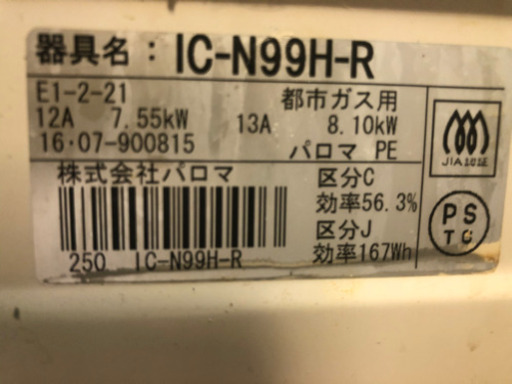 器具名：IC-N99H-R
E1-2-21 都市ガス用
12A 7.55kW 13A 8.10kW
16・07-900815 パロマ PE
株式会社パロマ
250 IC-N99H-R
区分C
効率56.3%
区分J
効率167Wh
JIA認証
PS
TG